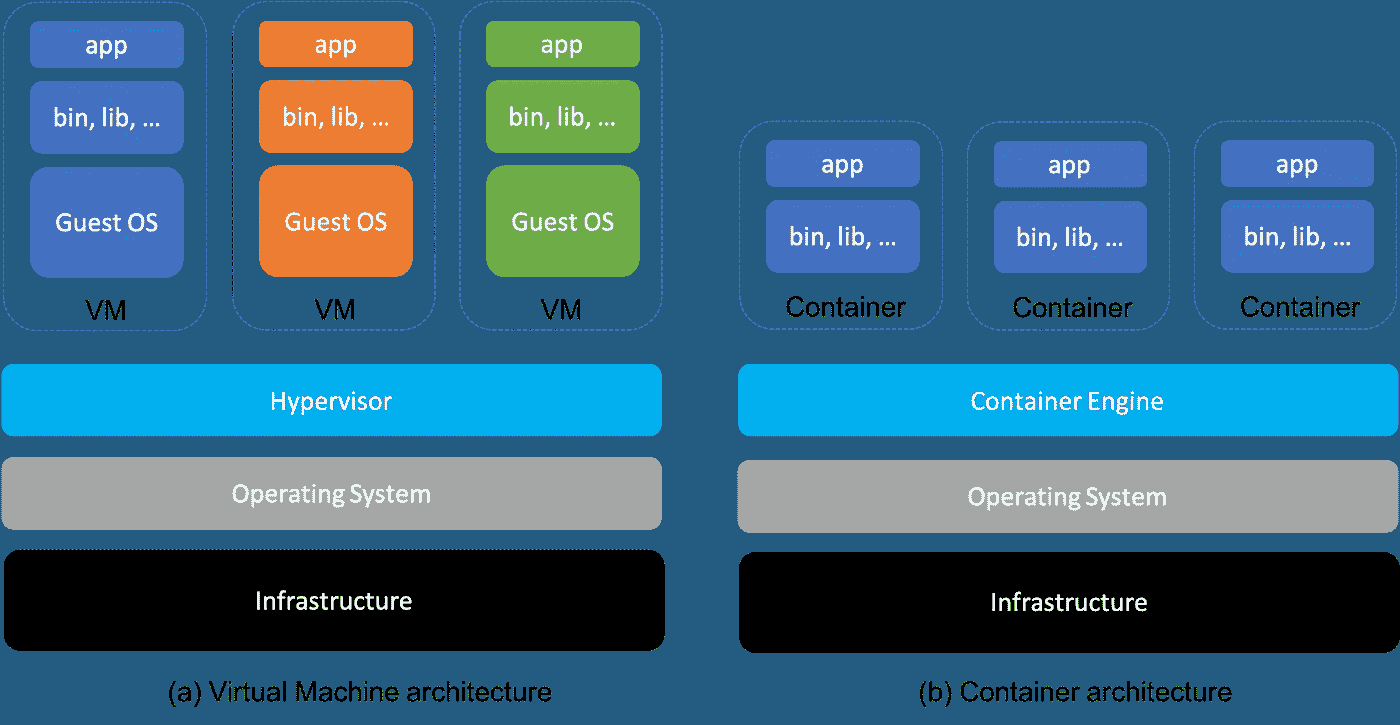 app
bin, lib, ...
Guest OS
VM
app
bin, lib, ...
Guest OS
VM
app
bin, lib, ...
Guest OS
VM
Hypervisor
Operating System
Infrastructure
(a) Virtual Machine architecture
app
bin, lib, ...
Container
app
bin, lib, ...
Container
app
bin, lib, ...
Container
Container Engine
Operating System
Infrastructure
(b) Container architecture